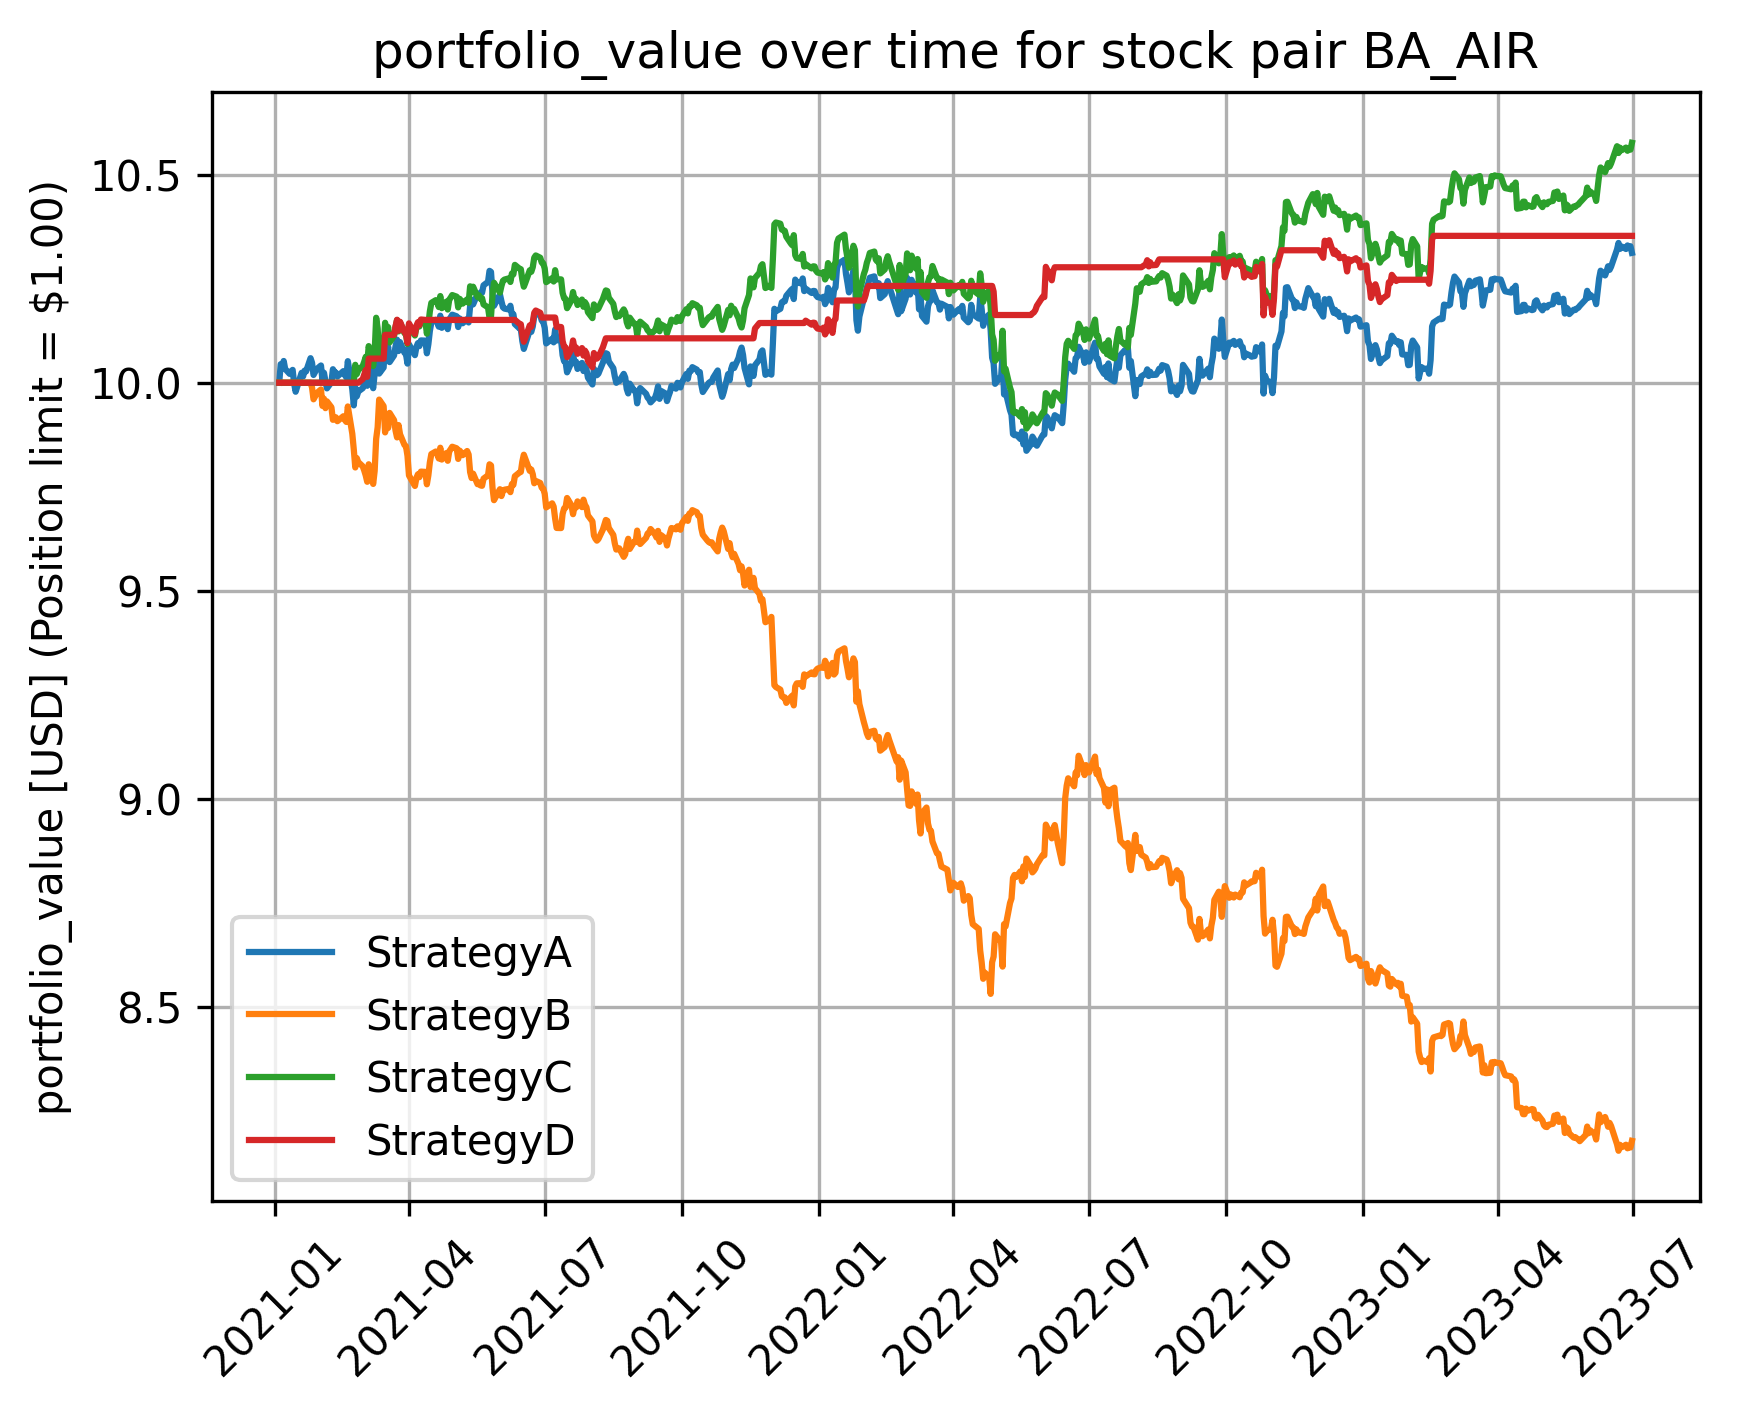 portfolio_value over time for stock pair BA_AIR
portfolio_value [USD] (Position limit = $1.00)
10.5
10.0
9.5
9.0
8.5
StrategyA
StrategyB
StrategyC
StrategyD
2021-01
2021-04
2021-07
2021-10
2022-01
2022-04
2022-07
2022-10
2023-01
2023-04
2023-07